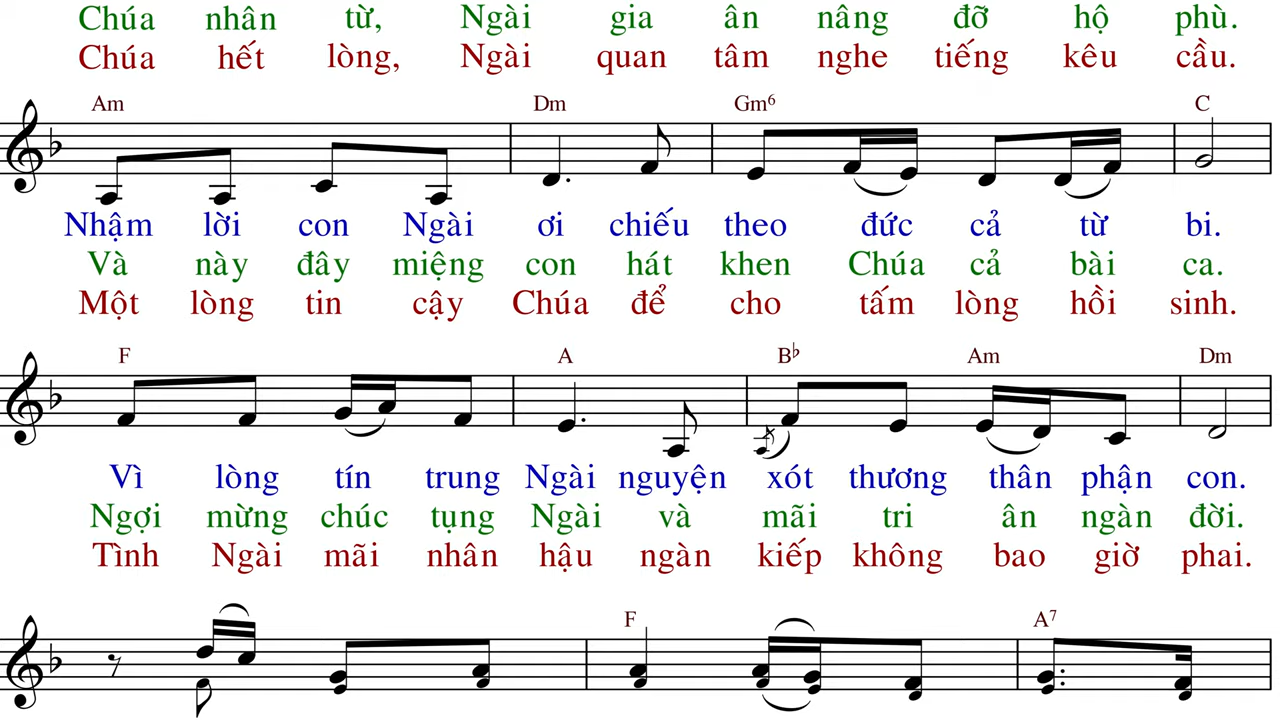 Chúa nhân từ, Ngài gia ân nâng đỡ hộ phù.
Chúa hết lòng, Ngài quan tâm nghe tiếng kêu cầu.
Am Dm Gm6 C
Nhậm lời con Ngài ơi chiếu theo đức cả từ bi.
Và này đây miệng con hát khen Chúa cả bài ca.
Một lòng tin cậy Chúa để cho tấm lòng hồi sinh.
F A B♭ Am Dm
Vì lòng tín trung Ngài nguyện xót thương thân phận con.
Ngợi mừng chúc tụng Ngài và mãi tri ân ngàn đời.
Tình Ngài mãi nhân hậu ngàn kiếp không bao giờ phai.
F A7